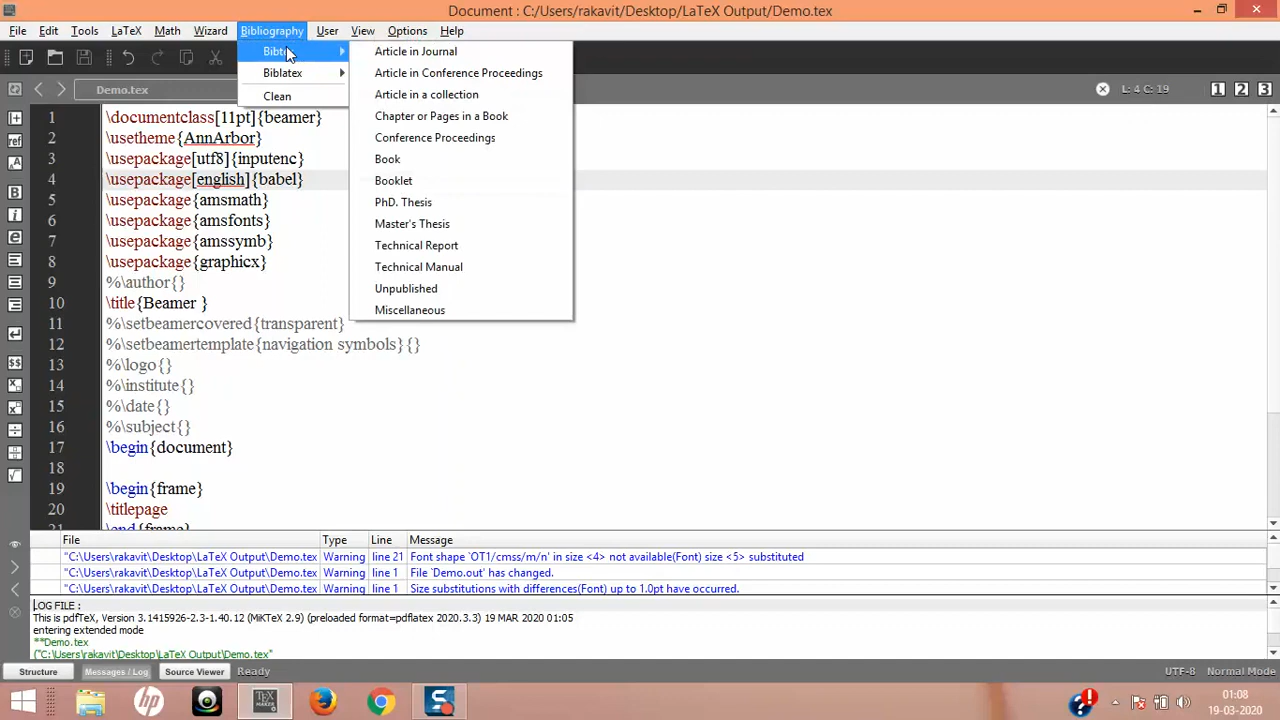 Document : C:/Users/rakavit/Desktop/LaTeX Output/Demo.tex
File Edit Tools LaTeX Math Wizard Bibliography User View Options Help
Biblatex
Clean
Article in Journal
Article in Conference Proceedings
Article in a collection
Chapter or Pages in a Book
Conference Proceedings
Book
Booklet
PhD. Thesis
Master's Thesis
Technical Report
Technical Manual
Unpublished
Miscellaneous
Demo.tex
L: 4 C: 19
1 2 3
1 \documentclass[11pt]{beamer}
2 \usetheme{AnnArbor}
3 \usepackage[utf8]{inputenc}
4 \usepackage[english]{babel}
5 \usepackage{amsmath}
6 \usepackage{amsfonts}
7 \usepackage{amssymb}
8 \usepackage{graphicx}
9 %\author{}
10 \title{Beamer }
11 %\setbeamercovered{transparent}
12 %\setbeamertemplate{navigation symbols}{}
13 %\logo{}
14 %\institute{}
15 %\date{}
16 %\subject{}
17 \begin{document}
18
19 \begin{frame}
20 \titlepage
21 \end{frame}
File Type Line Message
"C:\Users\rakavit\Desktop\LaTeX Output\Demo.tex Warning line 21 Font shape `OT1/cmss/m/n' in size <4> not available(Font) size <5> substituted
"C:\Users\rakavit\Desktop\LaTeX Output\Demo.tex Warning line 1 File `Demo.out' has changed.
"C:\Users\rakavit\Desktop\LaTeX Output\Demo.tex Warning line 1 Size substitutions with differences(Font) up to 1.0pt have occurred.
LOG FILE :
This is pdfTeX, Version 3.1415926-2.3-1.40.12 (MiKTeX 2.9) (preloaded format=pdflatex 2020.3.3) 19 MAR 2020 01:05
entering extended mode
**Demo.tex
("C:\Users\rakavit\Desktop\LaTeX Output\Demo.tex"
Structure Messages / Log Source Viewer Ready
UTF-8 Normal Mode
TEX MAKER
01:08
19-03-2020